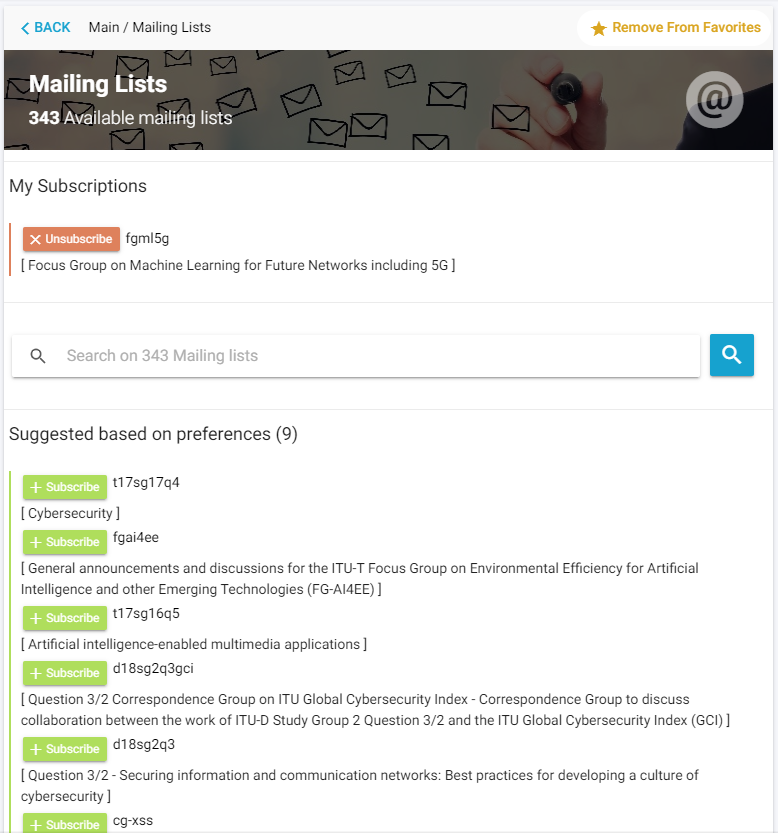 BACK Main / Mailing Lists Remove From Favorites
Mailing Lists
343 Available mailing lists
@
My Subscriptions
Unsubscribe fgml5g
[ Focus Group on Machine Learning for Future Networks including 5G ]
Search on 343 Mailing lists
Suggested based on preferences (9)
+ Subscribe t17sg17q4
[ Cybersecurity ]
+ Subscribe fgai4ee
[ General announcements and discussions for the ITU-T Focus Group on Environmental Efficiency for Artificial
Intelligence and other Emerging Technologies (FG-AI4EE) ]
+ Subscribe t17sg16q5
[ Artificial intelligence-enabled multimedia applications ]
+ Subscribe d18sg2q3gci
[ Question 3/2 Correspondence Group on ITU Global Cybersecurity Index - Correspondence Group to discuss
collaboration between the work of ITU-D Study Group 2 Question 3/2 and the ITU Global Cybersecurity Index (GCI) ]
+ Subscribe d18sg2q3
[ Question 3/2 - Securing information and communication networks: Best practices for developing a culture of
cybersecurity ]
+ Subscribe cg-xss